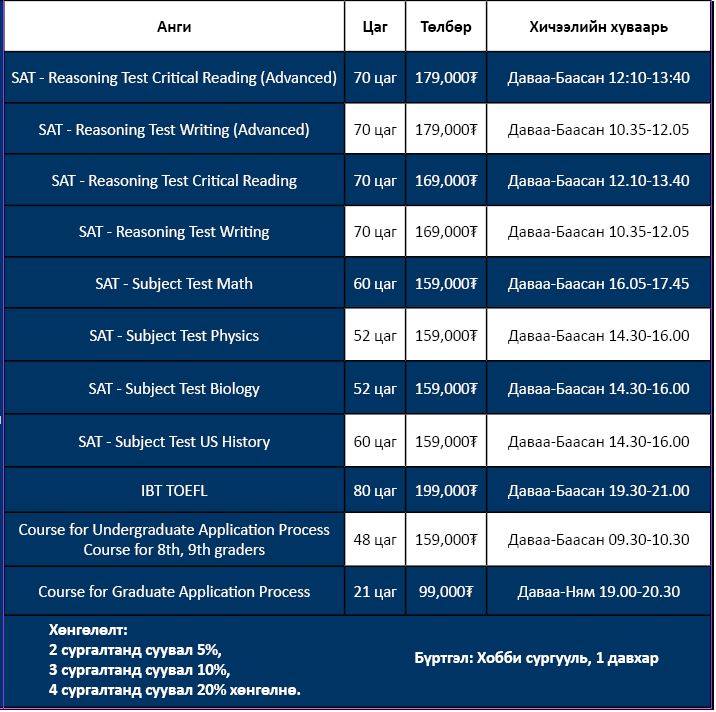 Анги Цаг Төлбөр Хичээлийн хуваарь
SAT - Reasoning Test Critical Reading (Advanced) 70 цаг 179,000₮ Даваа-Баасан 12:10-13:40
SAT - Reasoning Test Writing (Advanced) 70 цаг 179,000₮ Даваа-Баасан 10.35-12.05
SAT - Reasoning Test Critical Reading 70 цаг 169,000₮ Даваа-Баасан 12.10-13.40
SAT - Reasoning Test Writing 70 цаг 169,000₮ Даваа-Баасан 10.35-12.05
SAT - Subject Test Math 60 цаг 159,000₮ Даваа-Баасан 16.05-17.45
SAT - Subject Test Physics 52 цаг 159,000₮ Даваа-Баасан 14.30-16.00
SAT - Subject Test Biology 52 цаг 159,000₮ Даваа-Баасан 14.30-16.00
SAT - Subject Test US History 60 цаг 159,000₮ Даваа-Баасан 14.30-16.00
IBT TOEFL 80 цаг 199,000₮ Даваа-Баасан 19.30-21.00
Course for Undergraduate Application Process
Course for 8th, 9th graders 48 цаг 159,000₮ Даваа-Баасан 09.30-10.30
Course for Graduate Application Process 21 цаг 99,000₮ Даваа-Ням 19.00-20.30
Хөнгөлөлт:
2 сургалтанд суувал 5%,
3 сургалтанд суувал 10%,
4 сургалтанд суувал 20% хөнгөлнө.
Бүртгэл: Хобби сургууль, 1 давхар